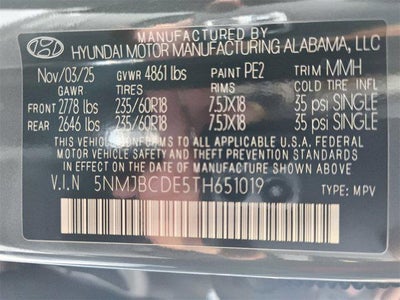 HYUNDAI MOTOR MANUFACTURING ALABAMA, LLC
Nov/03/25 GVWR 4861 lbs PAINT PE2 TRIM MMH
GAWR TIRES RIMS COLD TIRE INFL
FRONT 2778 lbs 235/60R18 7.5JX18 35 psi SINGLE
REAR 2646 lbs 235/60R18 7.5JX18 35 psi SINGLE
THIS VEHICLE CONFORMS TO ALL APPLICABLE U.S.A. FEDERAL
MOTOR VEHICLE SAFETY, BUMPER, AND THEFT PREVENTION STANDARDS
IN EFFECT ON THE DATE OF MANUFACTURE SHOWN ABOVE.
V.I.N 5NMJBCDE5TH651019 TYPE: MPV